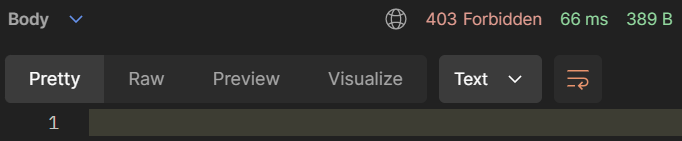 Body 403 Forbidden 66 ms 389 B
Pretty Raw Preview Visualize Text
1